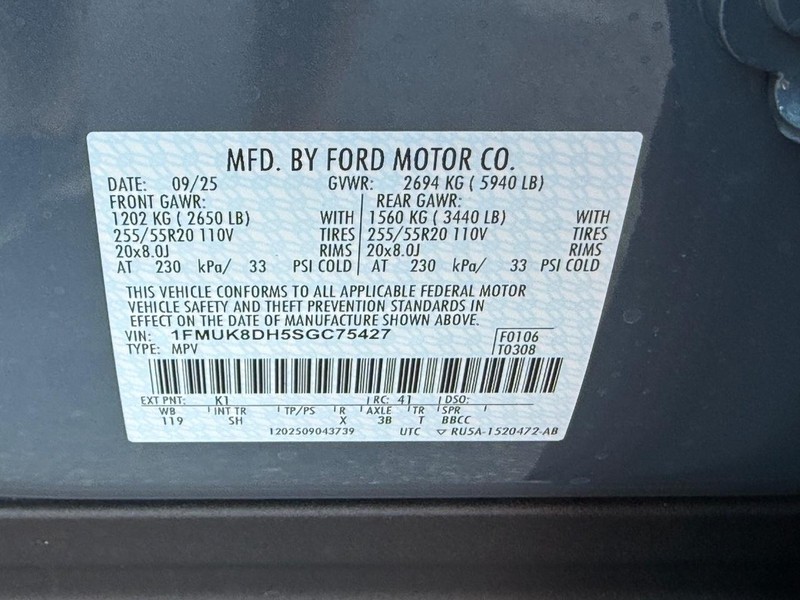 MFD. BY FORD MOTOR CO.
DATE: 09/25 GVWR: 2694 KG ( 5940 LB)
FRONT GAWR: REAR GAWR:
1202 KG ( 2650 LB) WITH 1560 KG ( 3440 LB) WITH
255/55R20 110V TIRES 255/55R20 110V TIRES
20x8.0J RIMS 20x8.0J RIMS
AT 230 kPa/ 33 PSI COLD AT 230 kPa/ 33 PSI COLD
THIS VEHICLE CONFORMS TO ALL APPLICABLE FEDERAL MOTOR
VEHICLE SAFETY AND THEFT PREVENTION STANDARDS IN
EFFECT ON THE DATE OF MANUFACTURE SHOWN ABOVE.
VIN: 1FMUK8DH5SGC75427 F0106
TYPE: MPV T0308
EXT PNT: K1 RC: 41 DSO:
WB INT TR TP/PS R AXLE TR SPR
119 SH X 3B T BBCC
1202509043739 UTC ▽ RU5A-1520472-AB